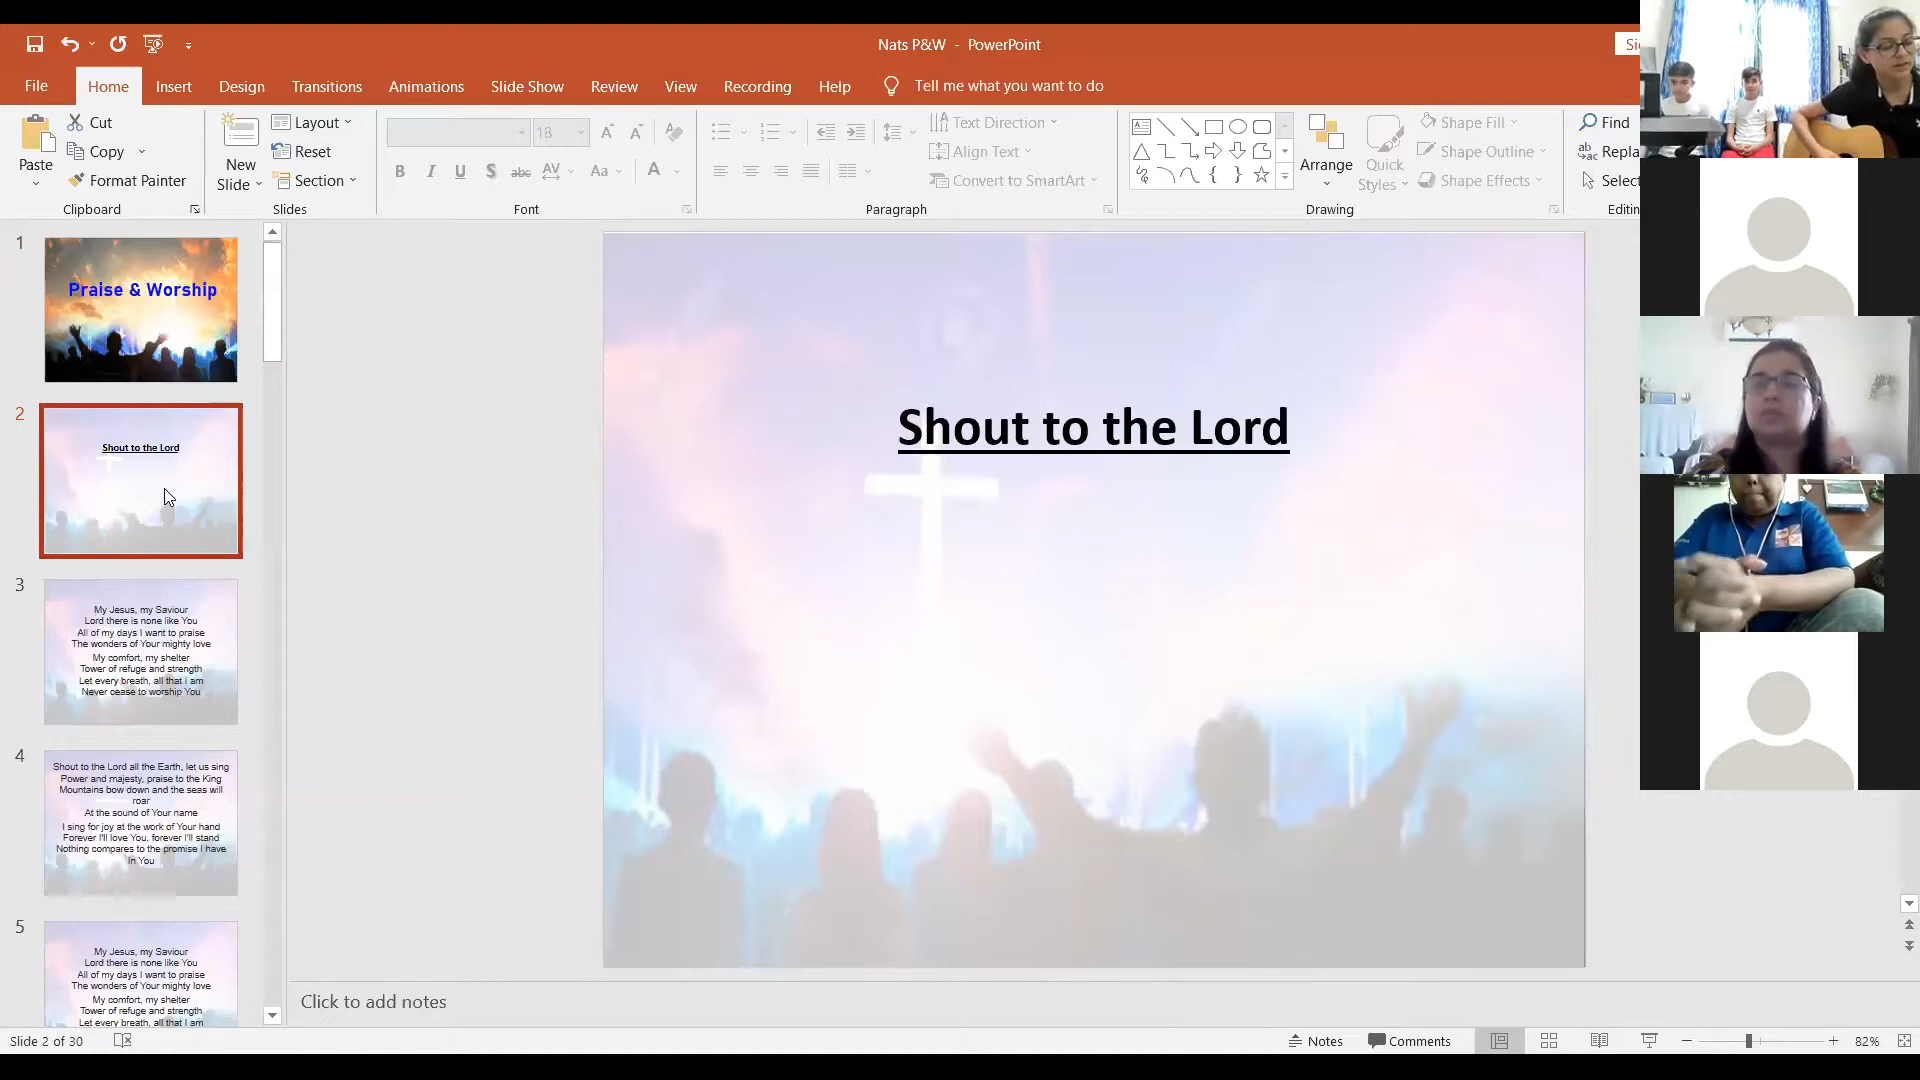 Nats P&W - PowerPoint
File
Home
Insert
Design
Transitions
Animations
Slide Show
Review
View
Recording
Help
Tell me what you want to do
Paste
Cut
Copy
Format Painter
Clipboard
New
Slide
Layout
Reset
Section
Slides
18
B I U S abc AV Aa A
Font
Text Direction
Align Text
Convert to SmartArt
Paragraph
Arrange
Quick
Styles
Shape Fill
Shape Outline
Shape Effects
Drawing
Find
Repla
Select
Editin
1
Praise & Worship
2
Shout to the Lord
3
My Jesus, my Saviour
Lord there is none like You
All of my days I want to praise
The wonders of Your mighty love
My comfort, my shelter
Tower of refuge and strength
Let every breath, all that I am
Never cease to worship You
4
Shout to the Lord all the Earth, let us sing
Power and majesty, praise to the King
Mountains bow down and the seas will
roar
At the sound of Your name
I sing for joy at the work of Your hand
Forever I'll love You, forever I'll stand
Nothing compares to the promise I have
In You
5
My Jesus, my Saviour
Lord there is none like You
All of my days I want to praise
The wonders of Your mighty love
My comfort, my shelter
Tower of refuge and strength
Let every breath, all that I am
Shout to the Lord
Click to add notes
Slide 2 of 30
Notes
Comments
82%